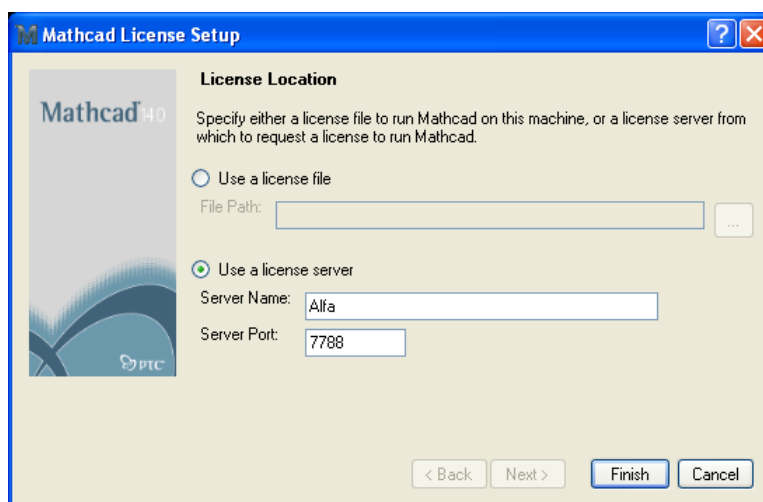 Mathcad License Setup
License Location
Mathcad 14.0
Specify either a license file to run Mathcad on this machine, or a license server from
which to request a license to run Mathcad.
Use a license file
File Path:
...
Use a license server
Server Name: Alfa
Server Port: 7788
PTC
< Back Next > Finish Cancel